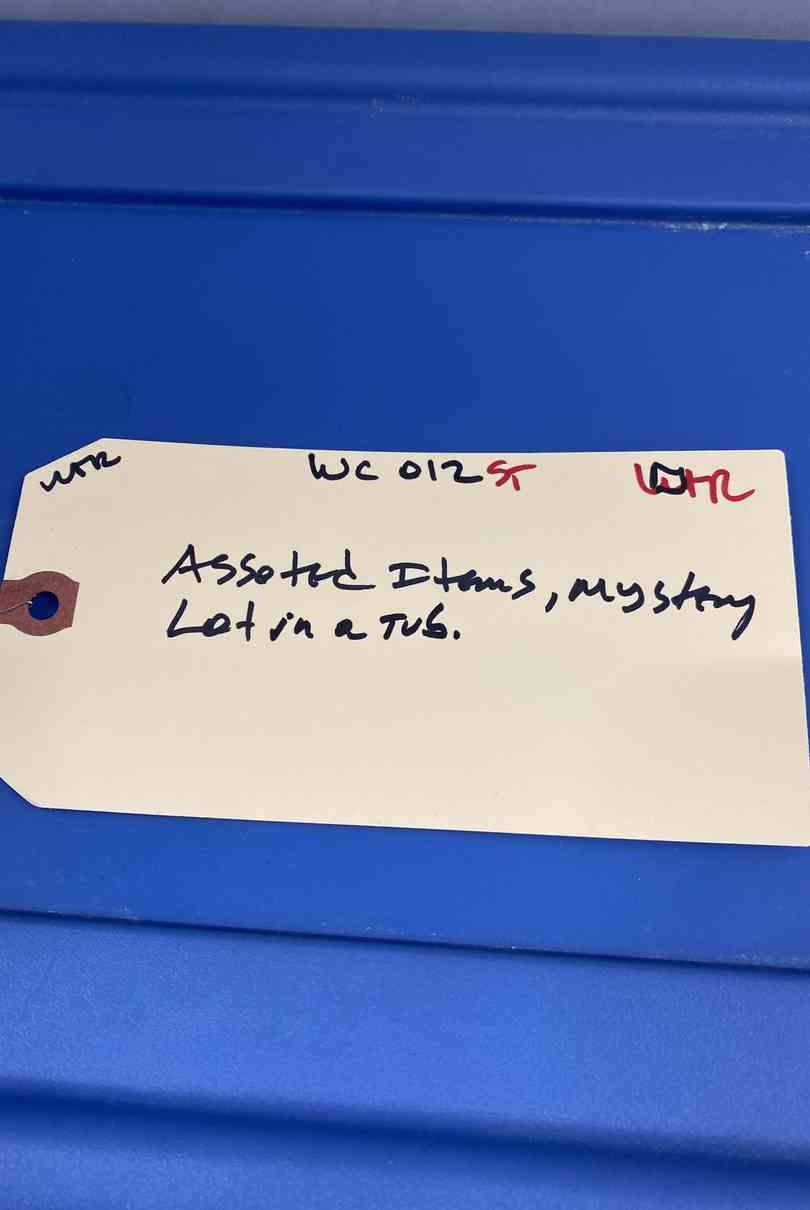 WTR WC 012 ST WTR
Assoted Items, Mystery
Lot in a Tub.